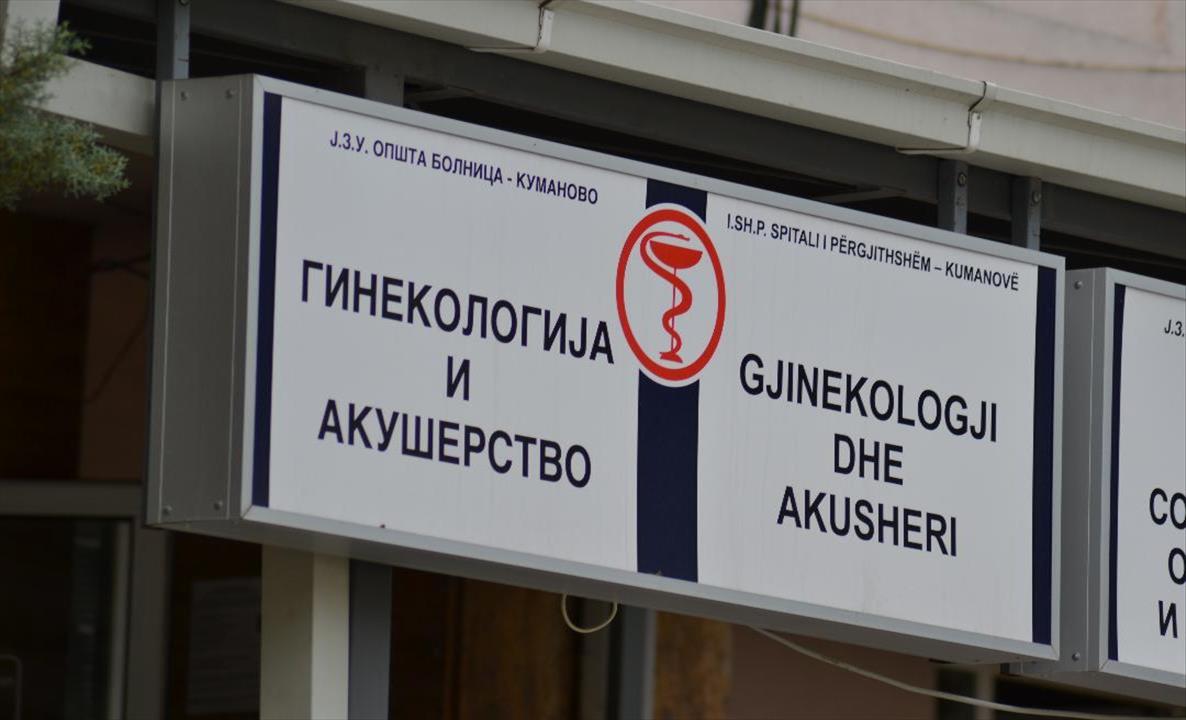 Ј.З.У. ОПШТА БОЛНИЦА - КУМАНОВО
ГИНЕКОЛОГИЈА
И
АКУШЕРСТВО
I.SH.P. SPITALI I PËRGJITHSHËM – KUMANOVË
GJINEKOLOGJI
DHE
AKUSHERI
Ј.З.
И